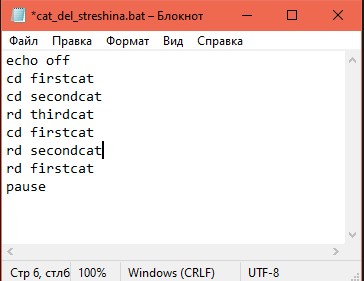 *cat_del_streshina.bat – Блокнот
Файл Правка Формат Вид Справка
echo off
cd firstcat
cd secondcat
rd thirdcat
cd firstcat
rd secondcat
rd firstcat
pause
Стр 6, стлб 100% Windows (CRLF) UTF-8